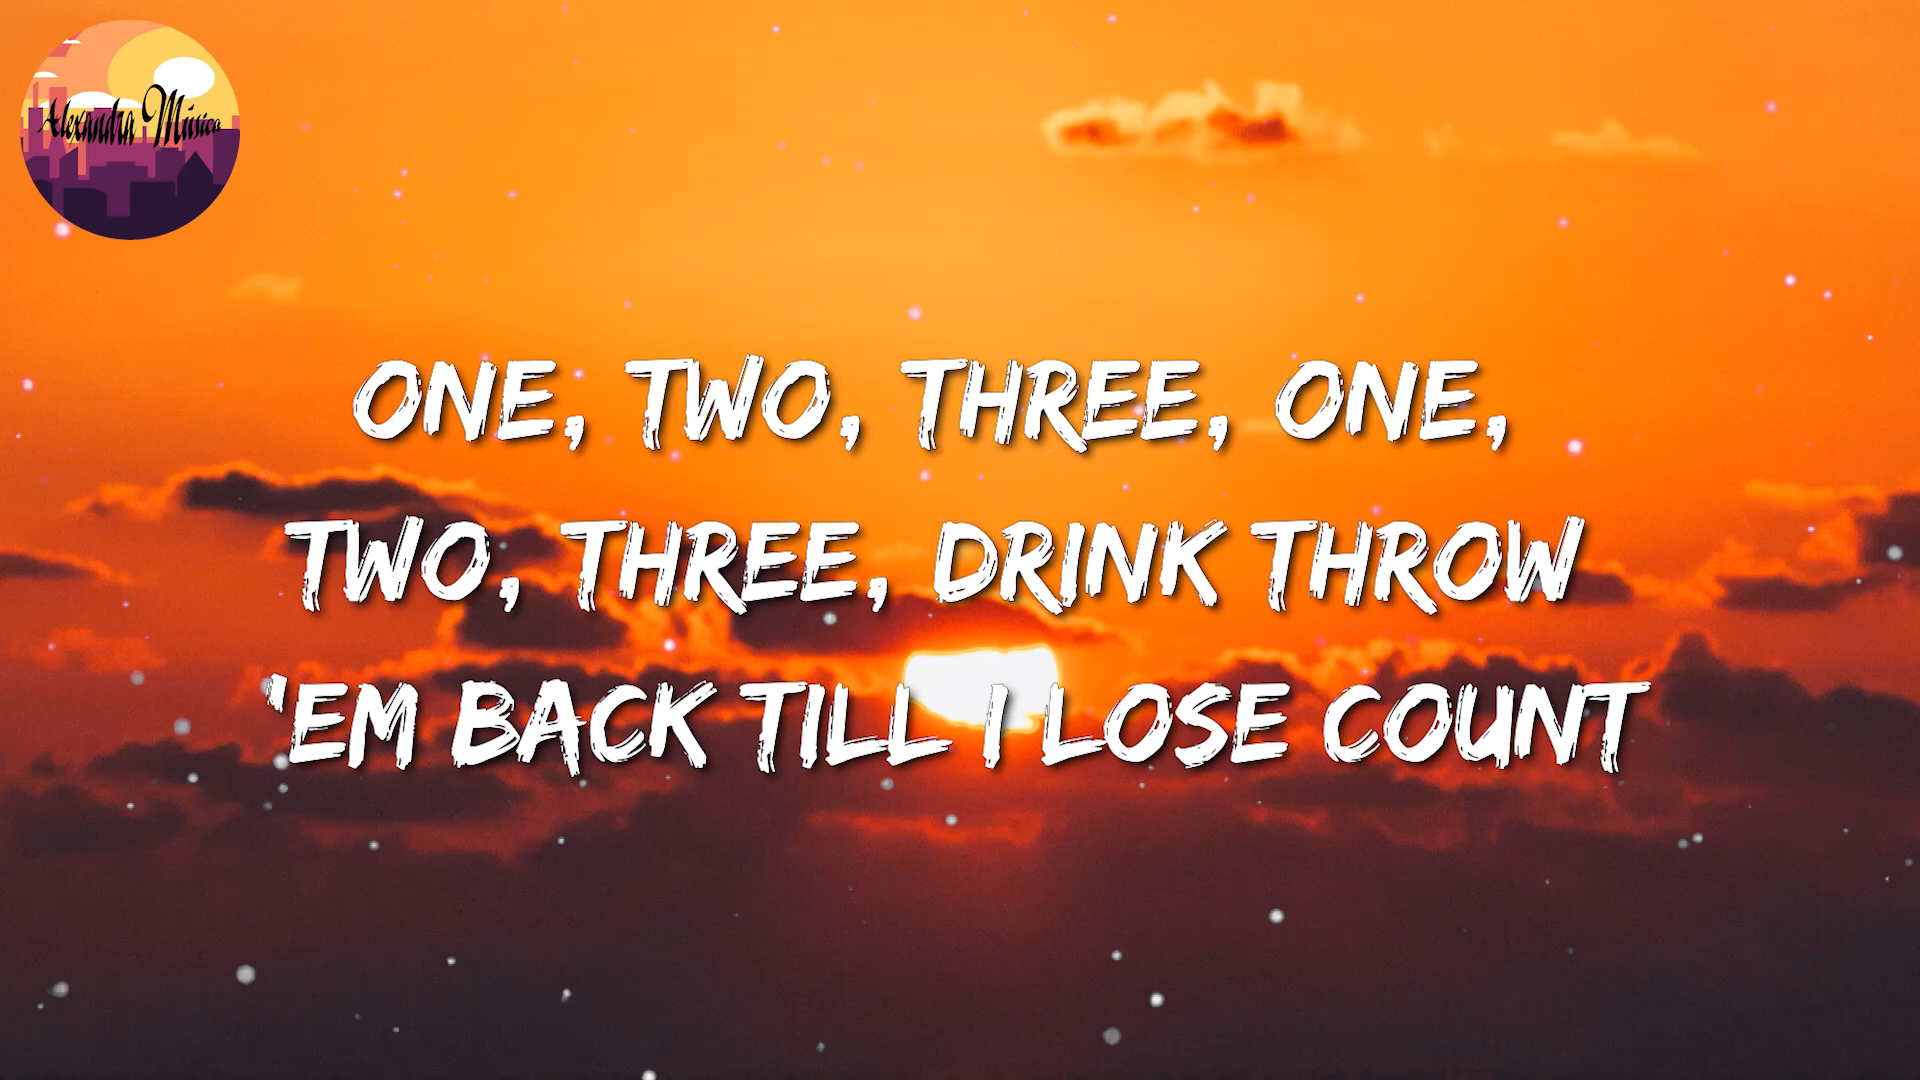 Alexandra Música
ONE, TWO, THREE, ONE,
TWO, THREE, DRINK THROW
'EM BACK TILL I LOSE COUNT